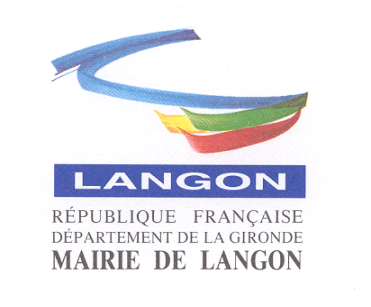 LANGON
RÉPUBLIQUE FRANÇAISE
DÉPARTEMENT DE LA GIRONDE
MAIRIE DE LANGON